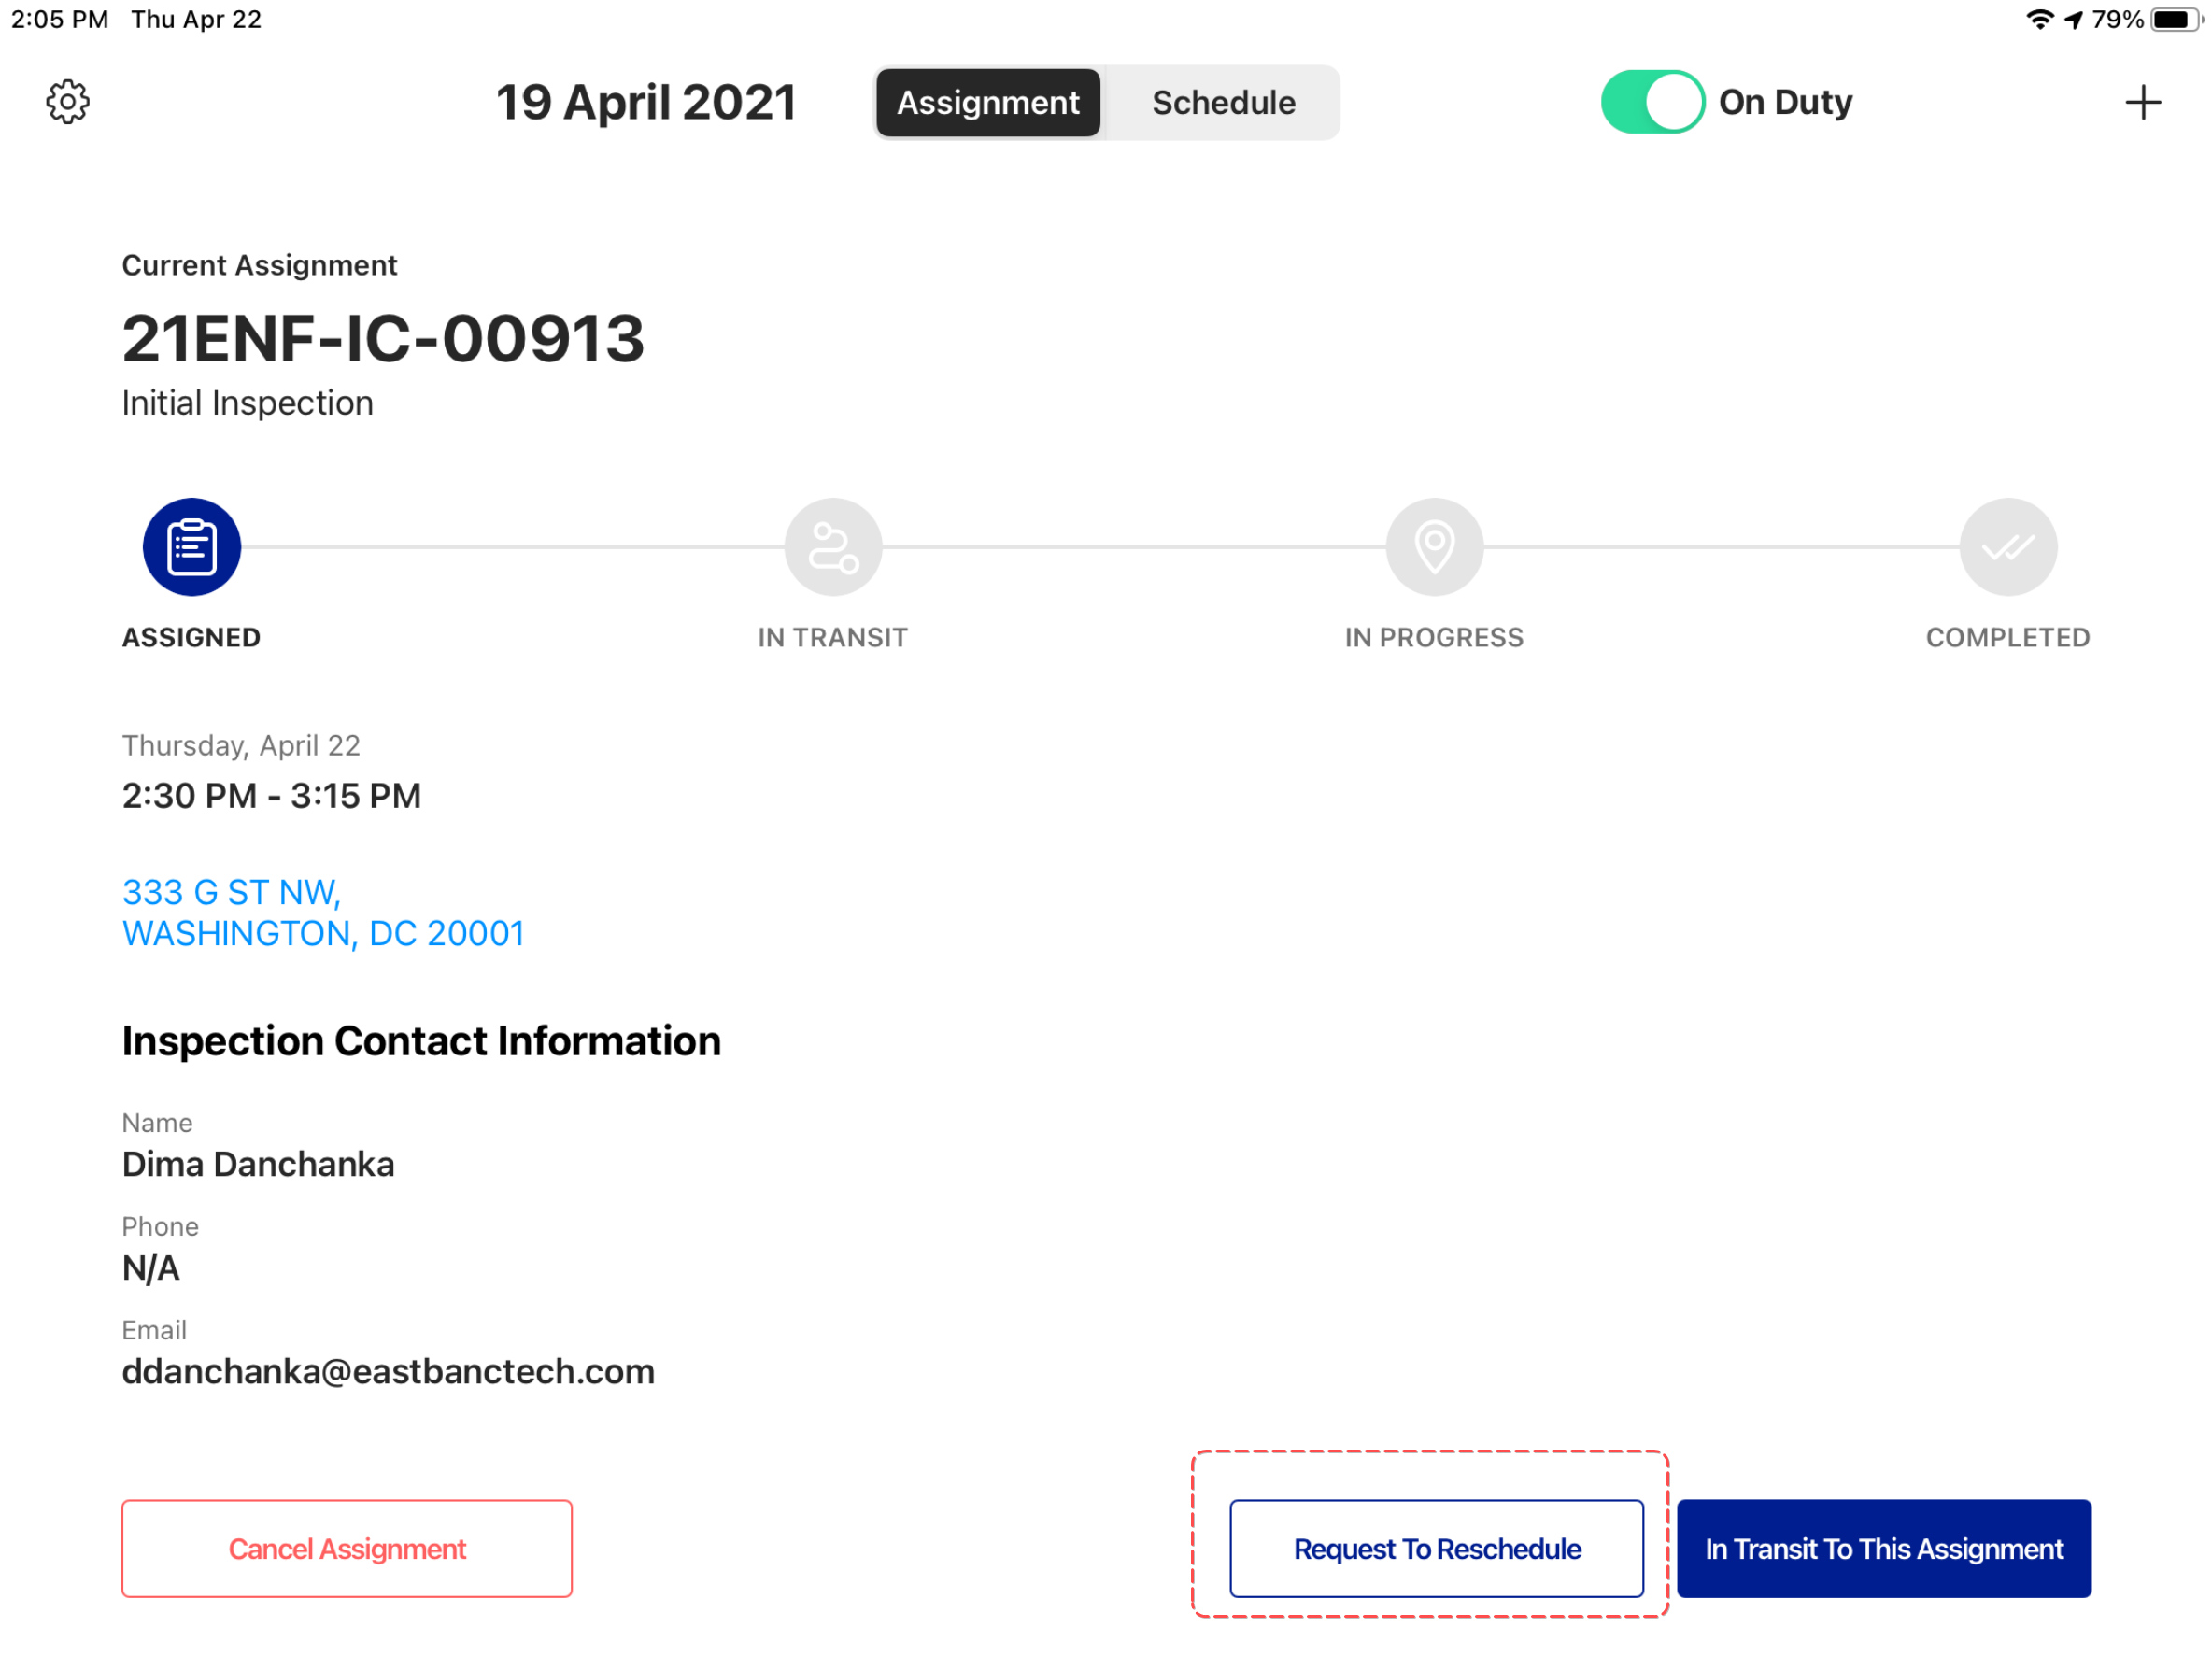 2:05 PM Thu Apr 22 79%
19 April 2021 Assignment Schedule On Duty
Current Assignment
21ENF-IC-00913
Initial Inspection
ASSIGNED IN TRANSIT IN PROGRESS COMPLETED
Thursday, April 22
2:30 PM - 3:15 PM
333 G ST NW,
WASHINGTON, DC 20001
Inspection Contact Information
Name
Dima Danchanka
Phone
N/A
Email
ddanchanka@eastbanctech.com
Cancel Assignment Request To Reschedule In Transit To This Assignment